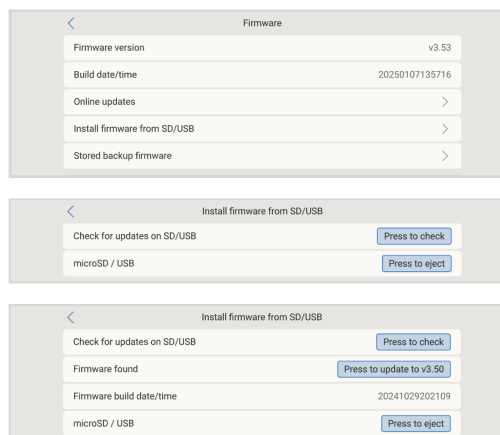 Firmware
Firmware version v3.53
Build date/time 20250107135716
Online updates
Install firmware from SD/USB
Stored backup firmware
Install firmware from SD/USB
Check for updates on SD/USB Press to check
microSD / USB Press to eject
Install firmware from SD/USB
Check for updates on SD/USB Press to check
Firmware found Press to update to v3.50
Firmware build date/time 20241029202109
microSD / USB Press to eject